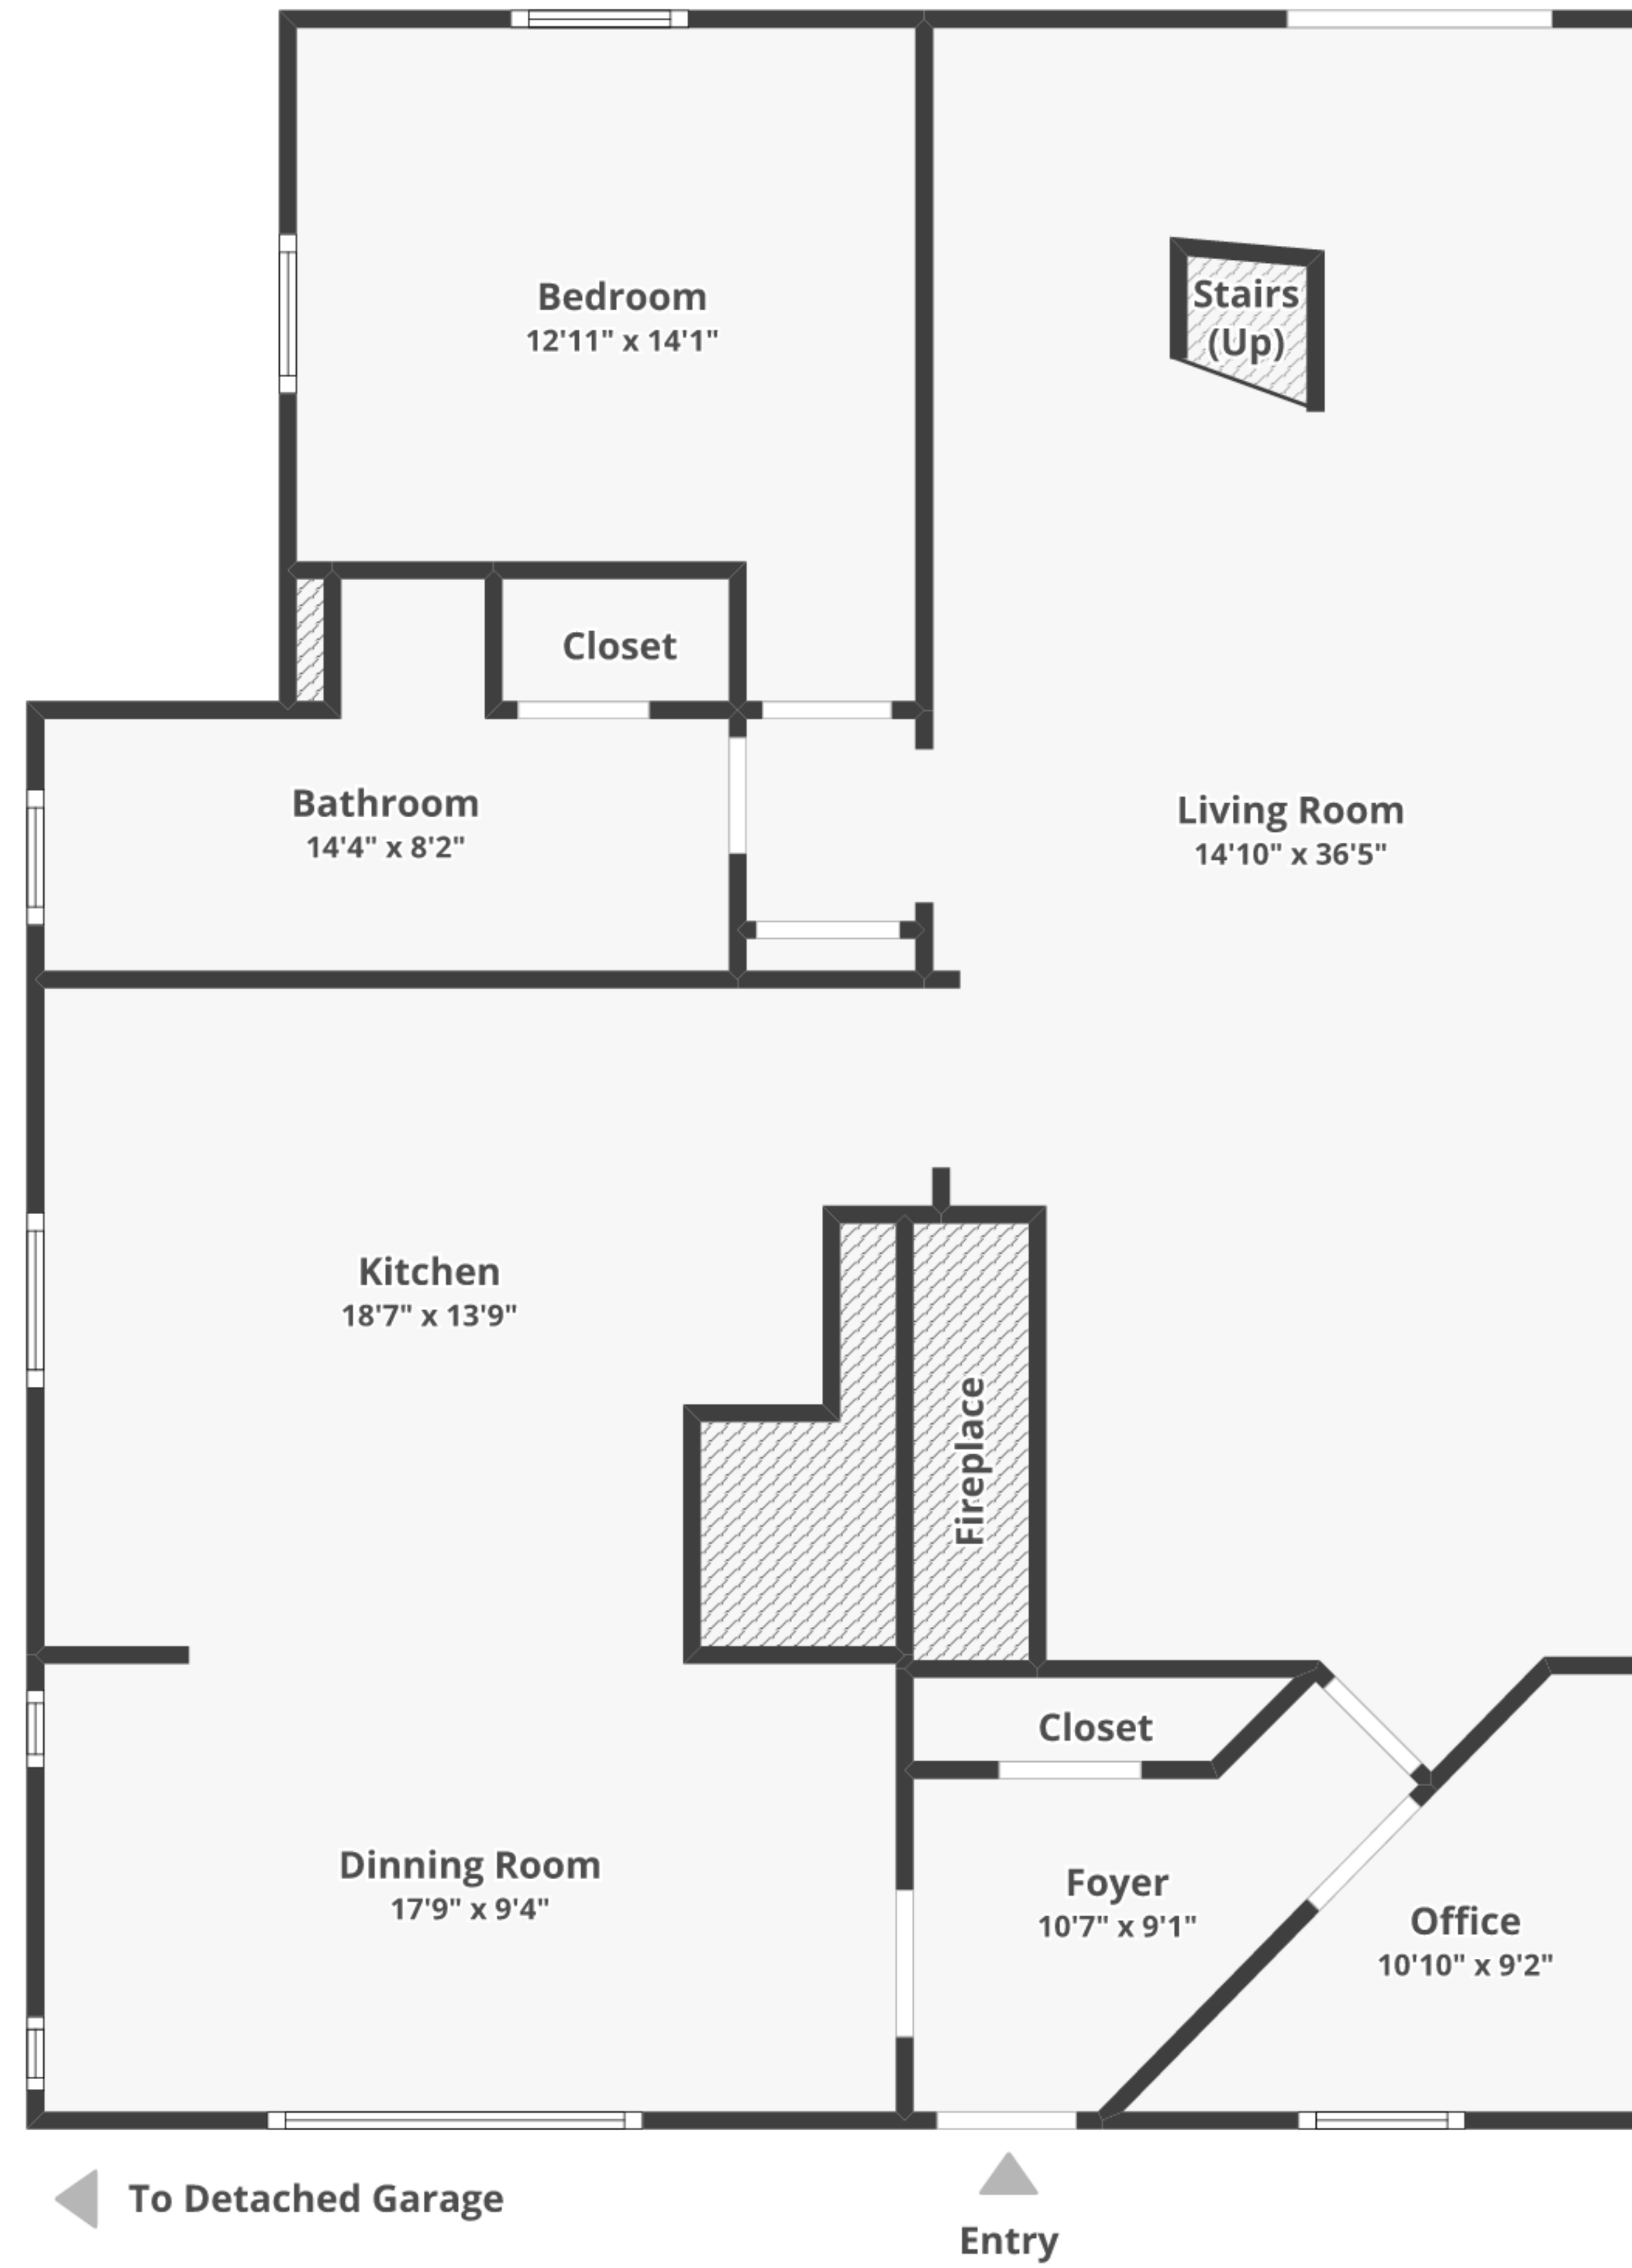 Bedroom
12'11" x 14'1"
Stairs
(Up)
Closet
Bathroom
14'4" x 8'2"
Living Room
14'10" x 36'5"
Kitchen
18'7" x 13'9"
Fireplace
Closet
Dinning Room
17'9" x 9'4"
Foyer
10'7" x 9'1"
Office
10'10" x 9'2"
To Detached Garage
Entry